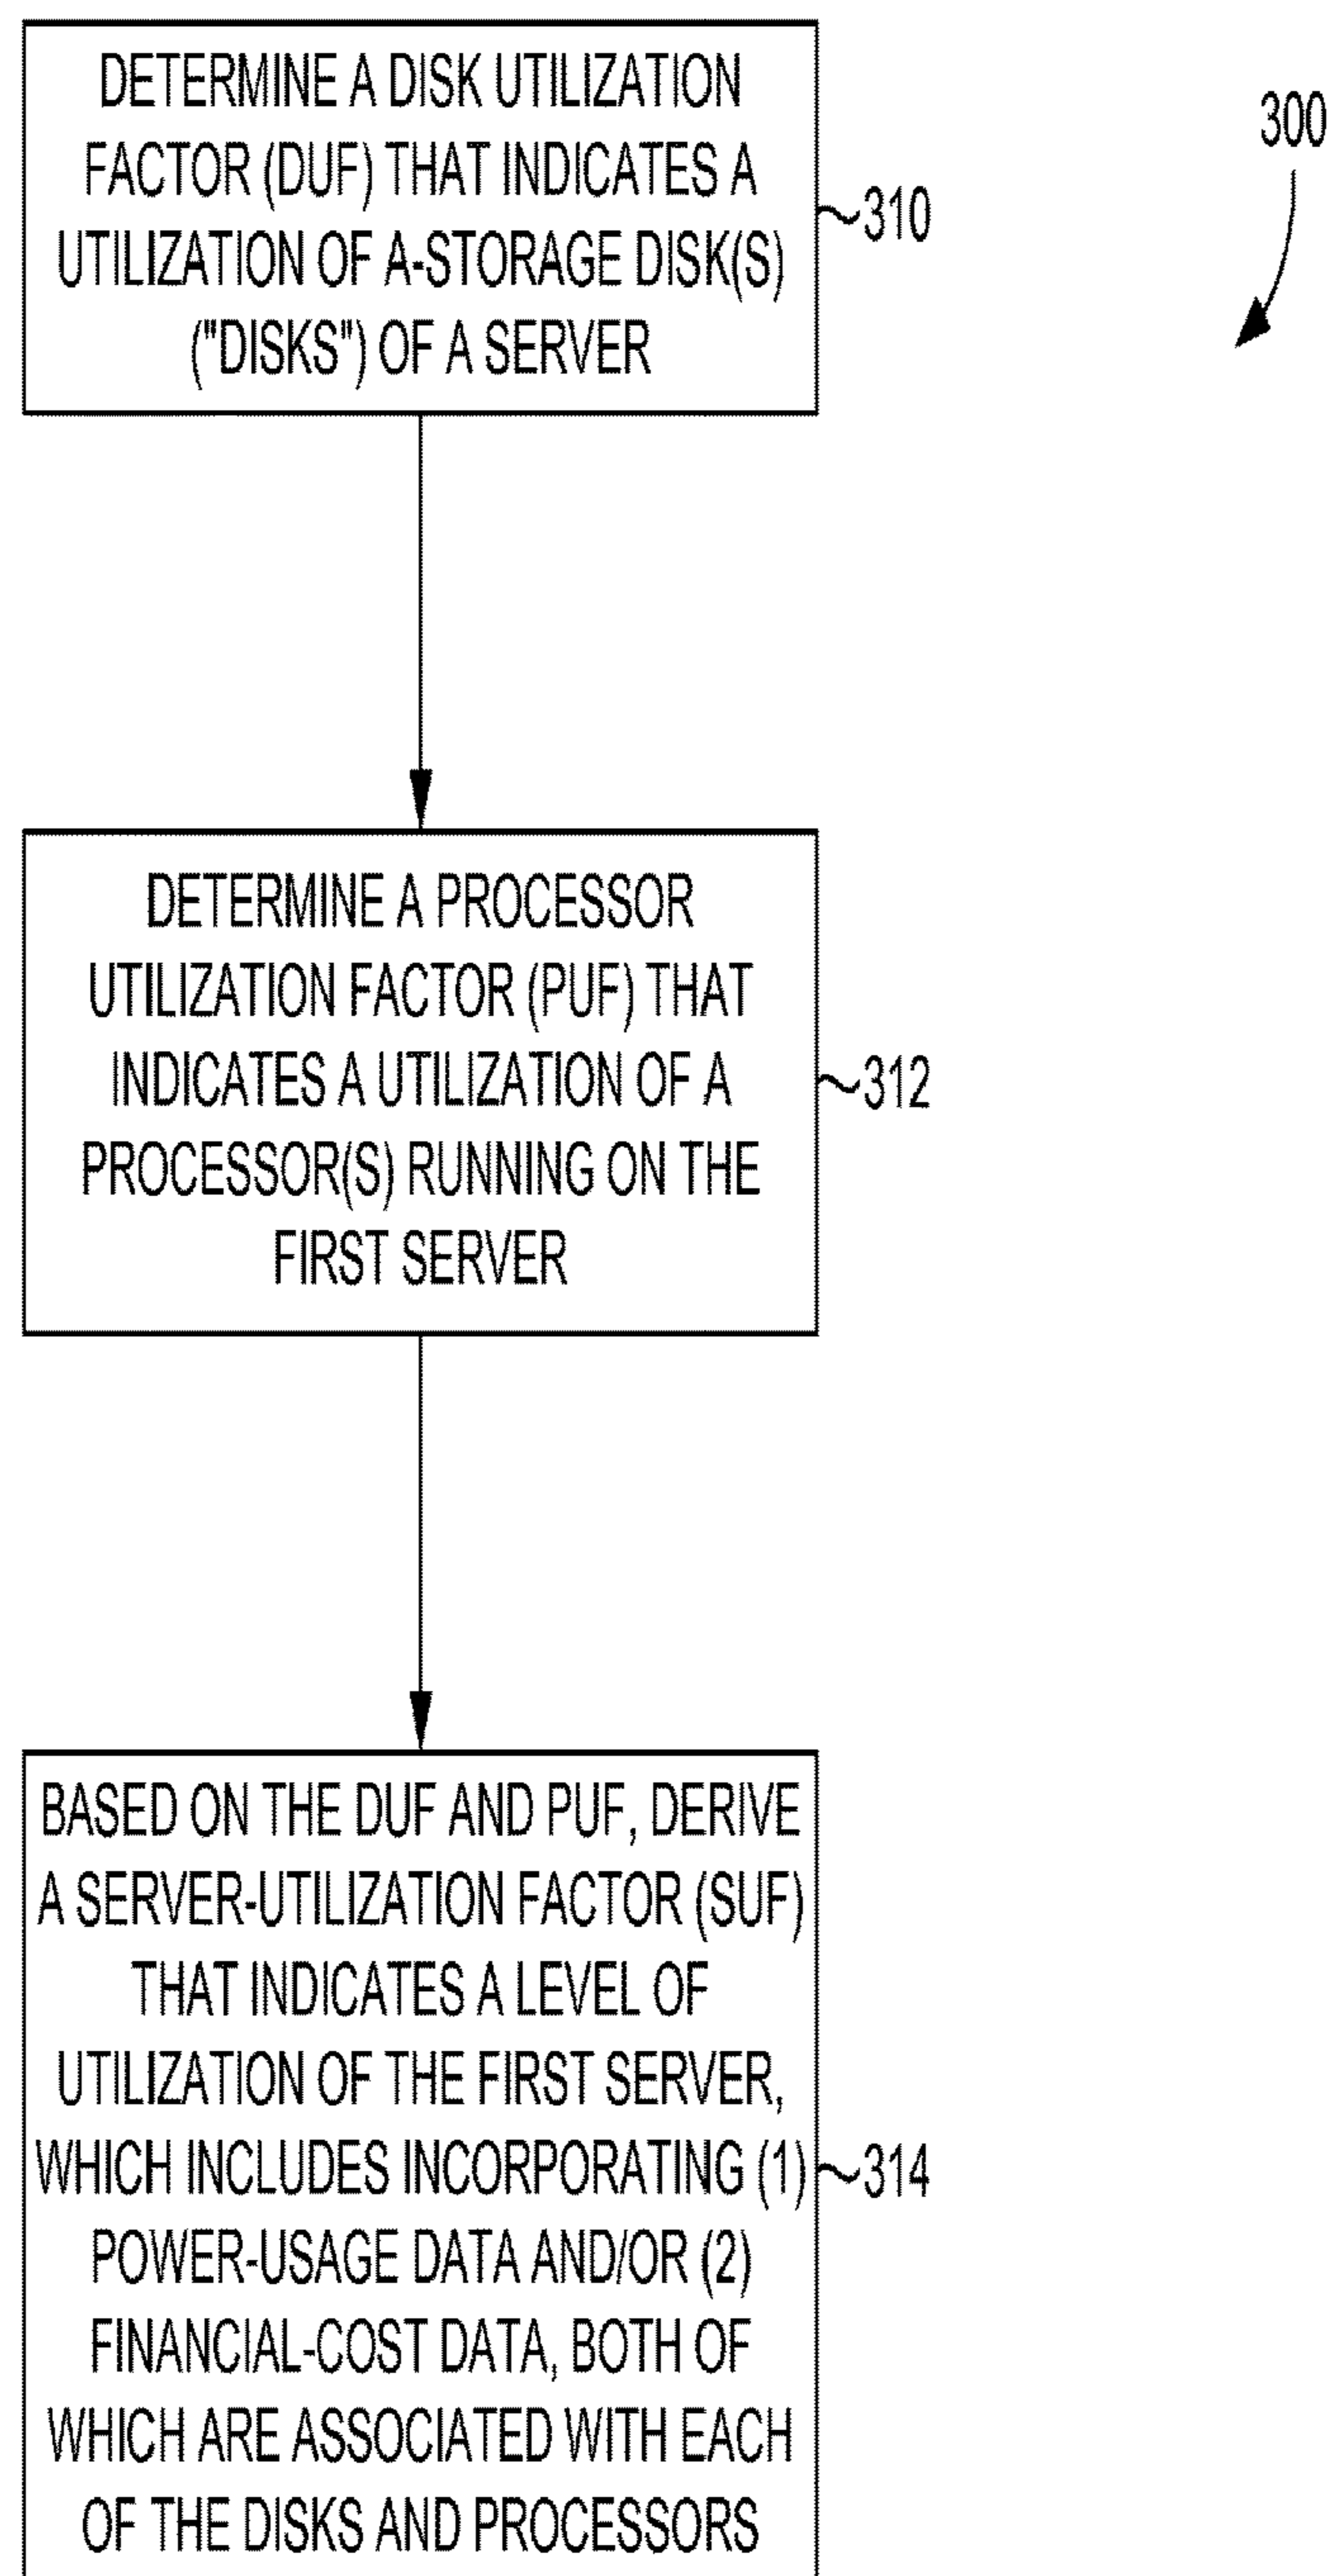 DETERMINE A DISK UTILIZATION
FACTOR (DUF) THAT INDICATES A
UTILIZATION OF A-STORAGE DISK(S)
("DISKS") OF A SERVER
310
300
DETERMINE A PROCESSOR
UTILIZATION FACTOR (PUF) THAT
INDICATES A UTILIZATION OF A
PROCESSOR(S) RUNNING ON THE
FIRST SERVER
312
BASED ON THE DUF AND PUF, DERIVE
A SERVER-UTILIZATION FACTOR (SUF)
THAT INDICATES A LEVEL OF
UTILIZATION OF THE FIRST SERVER,
WHICH INCLUDES INCORPORATING (1)
POWER-USAGE DATA AND/OR (2)
FINANCIAL-COST DATA, BOTH OF
WHICH ARE ASSOCIATED WITH EACH
OF THE DISKS AND PROCESSORS
314